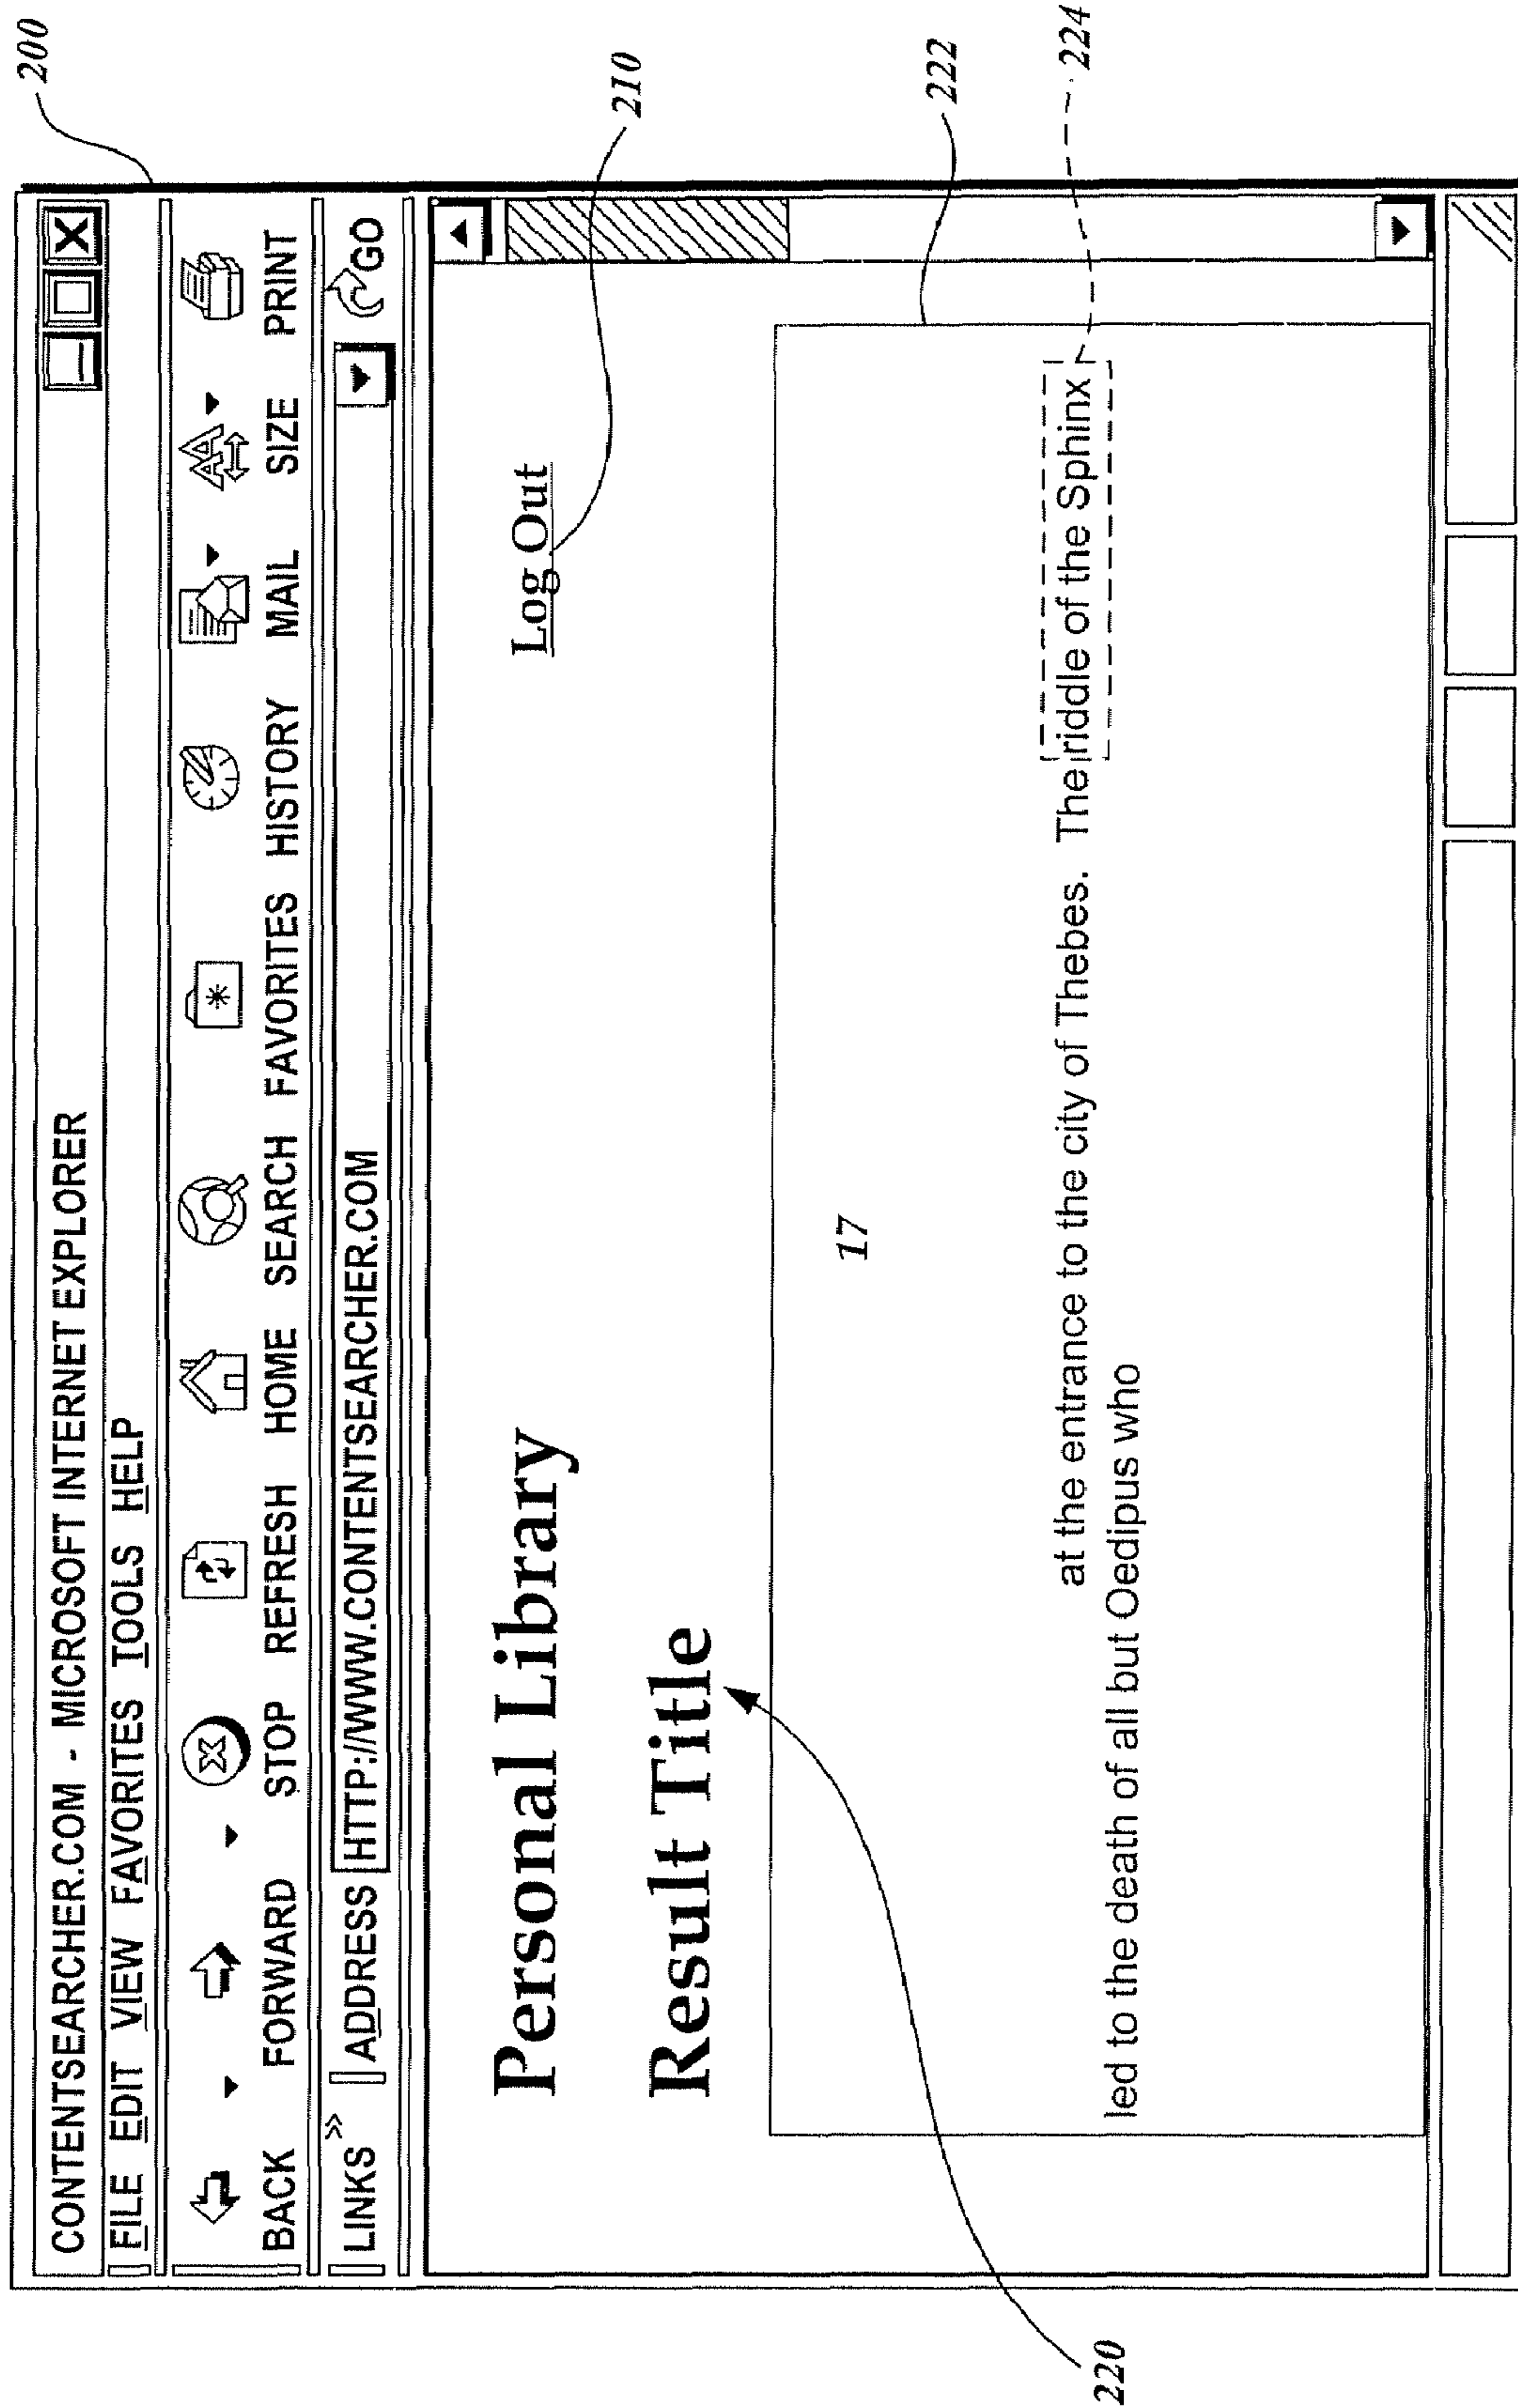 200
CONTENTSEARCHER.COM - MICROSOFT INTERNET EXPLORER
FILE EDIT VIEW FAVORITES TOOLS HELP
BACK FORWARD STOP REFRESH HOME SEARCH FAVORITES HISTORY MAIL SIZE PRINT
LINKS » ADDRESS HTTP://WWW.CONTENTSEARCHER.COM GO
Personal Library Log Out
210
Result Title
220
222
17
at the entrance to the city of Thebes. The riddle of the Sphinx
224
led to the death of all but Oedipus who